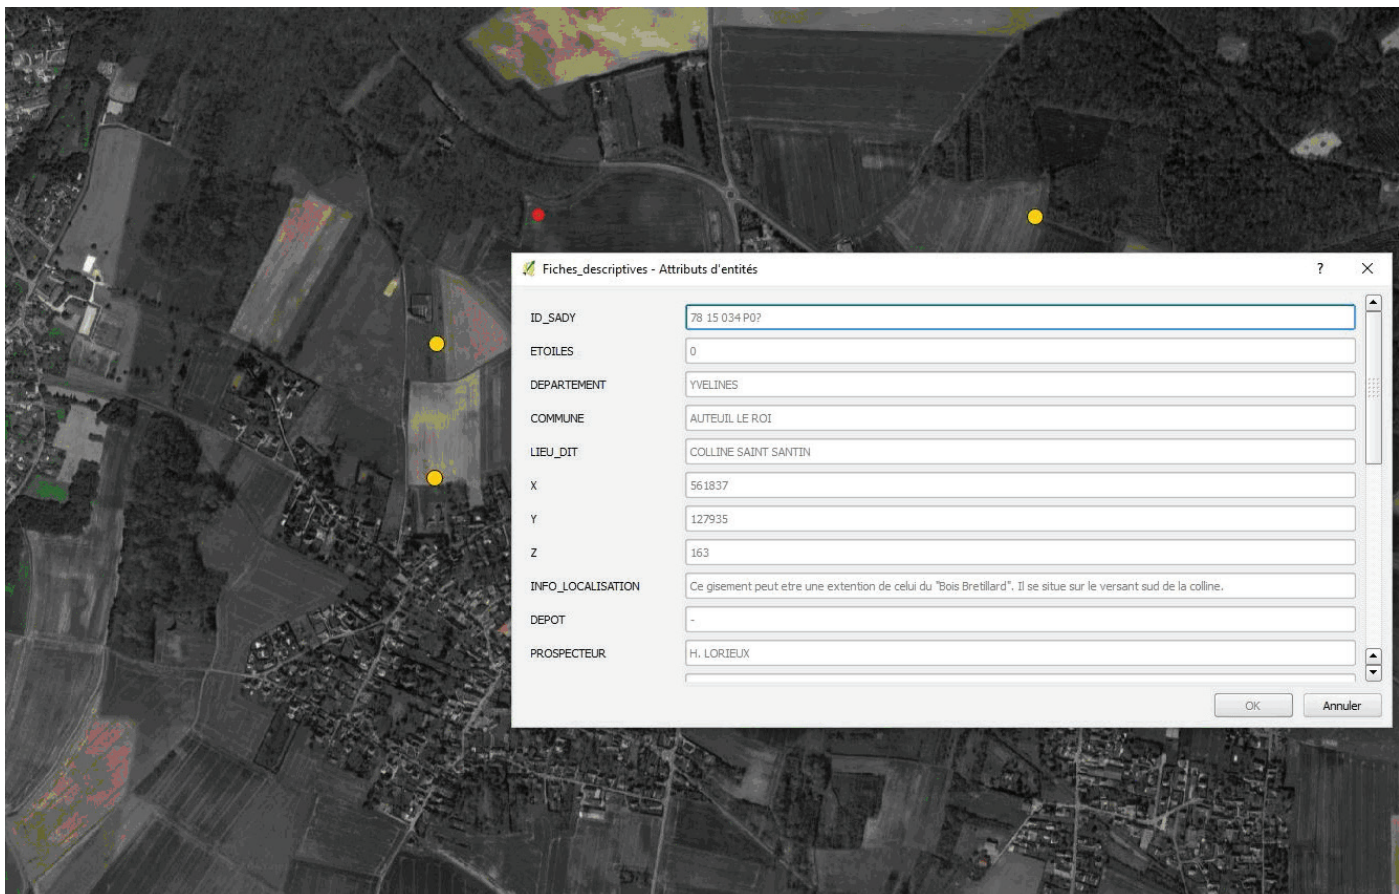 Fiches_descriptives - Attributs d'entités
ID_SADY 78 15 034 P0?
ETOILES 0
DEPARTEMENT YVELINES
COMMUNE AUTEUIL LE ROI
LIEU_DIT COLLINE SAINT SANTIN
X 561837
Y 127935
Z 163
INFO_LOCALISATION Ce gisement peut etre une extention de celui du "Bois Bretillard". Il se situe sur le versant sud de la colline.
DEPOT -
PROSPECTEUR H. LORIEUX
OK Annuler